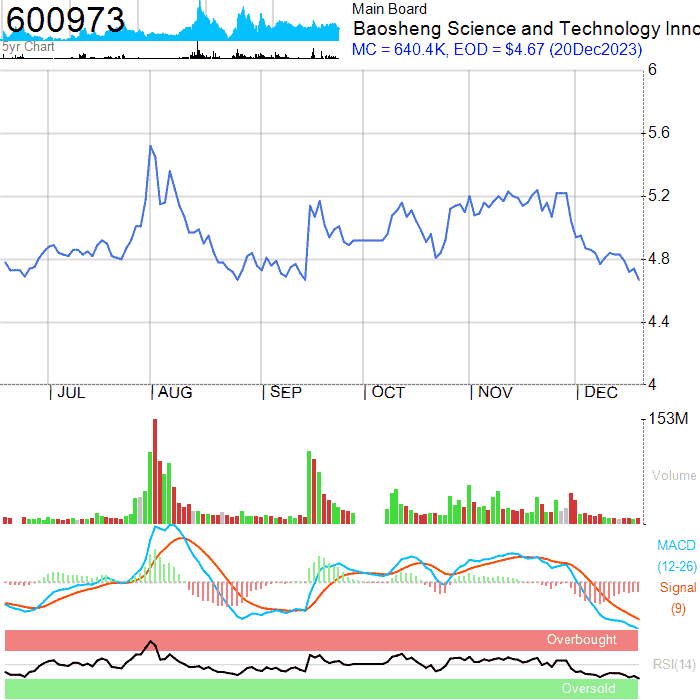 600973
5yr Chart
Main Board
Baosheng Science and Technology Inno
MC = 640.4K, EOD = $4.67 (20Dec2023)
6
5.6
5.2
5
4.8
4.4
4
JUL
AUG
SEP
OCT
NOV
DEC
153M
Volume
MACD
(12-26)
Signal
(9)
Overbought
RSI(14)
Oversold